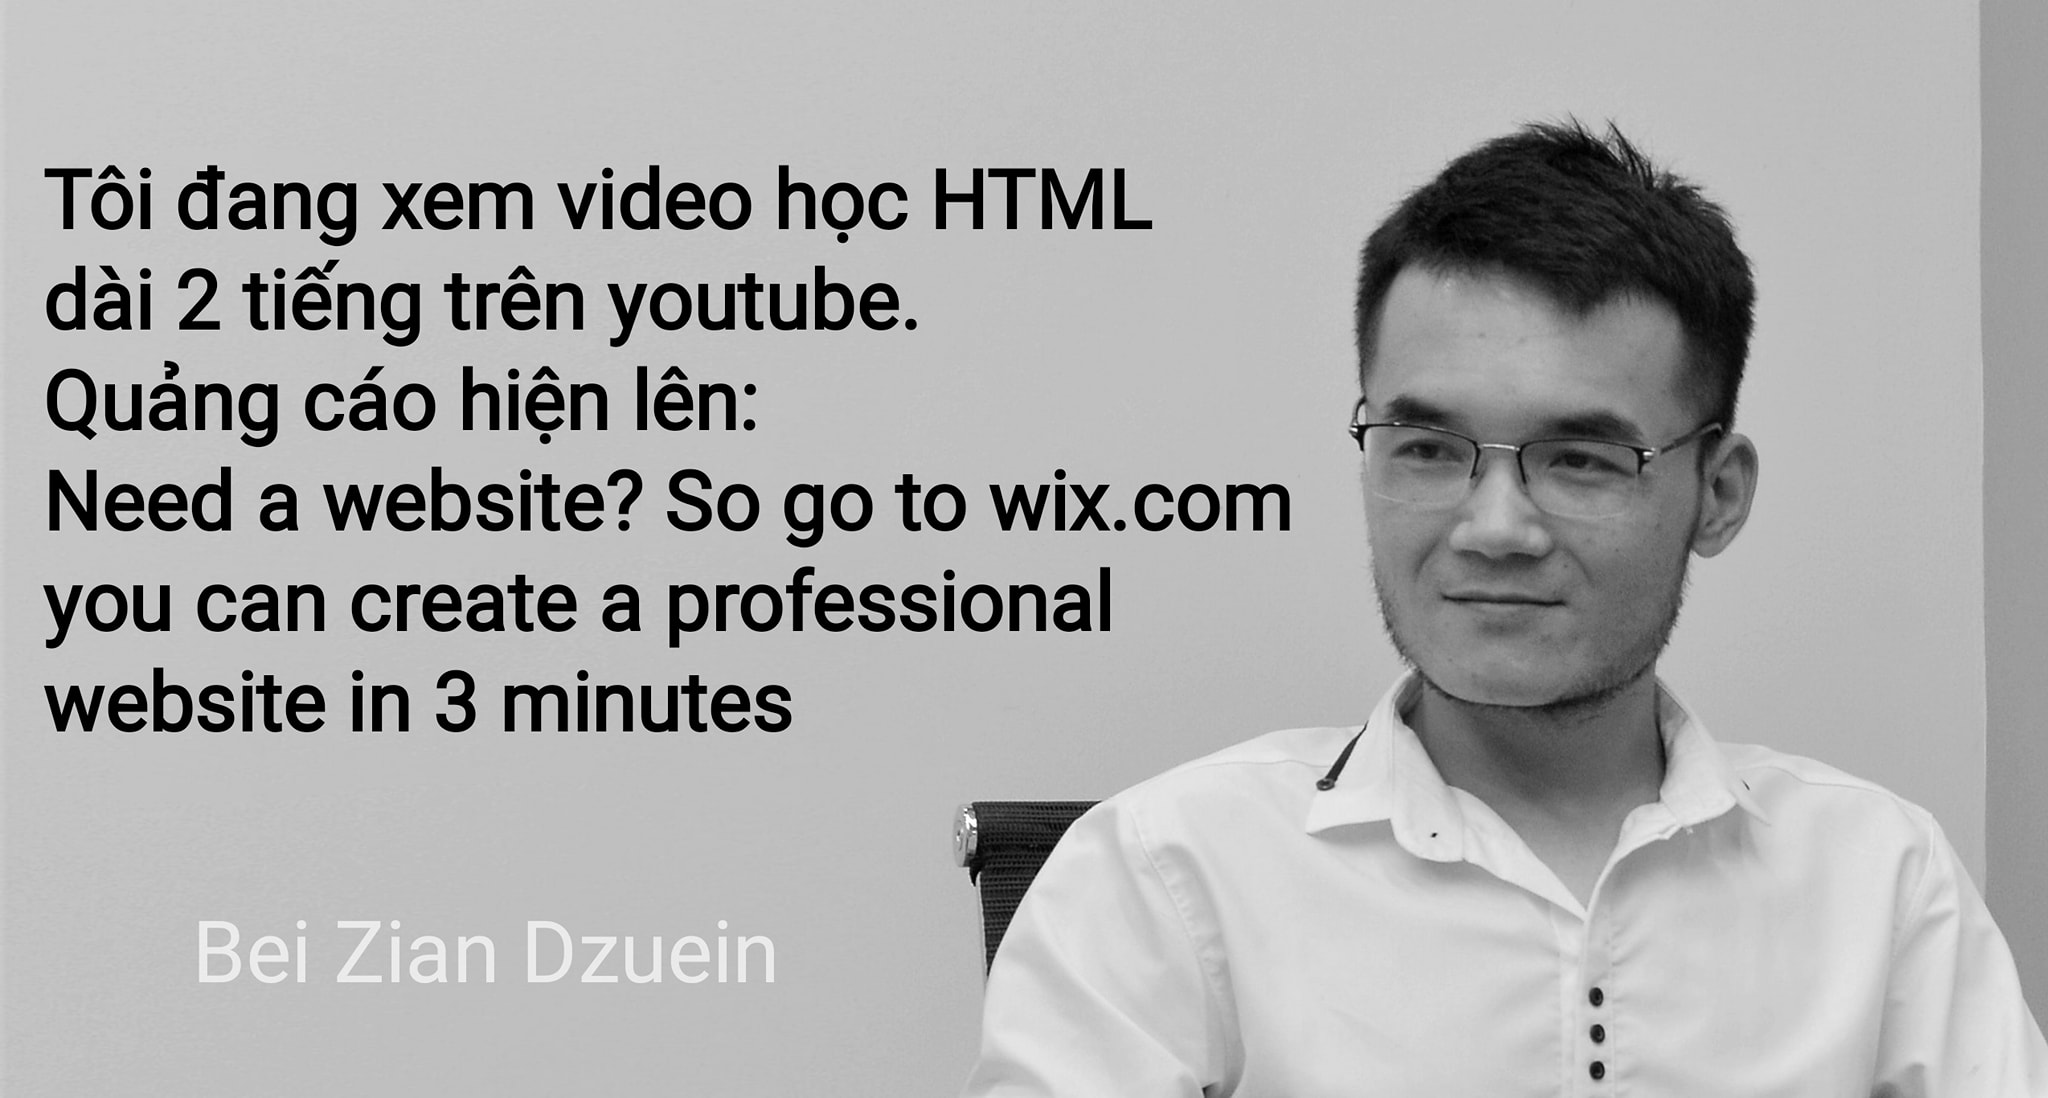 Tôi đang xem video học HTML
dài 2 tiếng trên youtube.
Quảng cáo hiện lên:
Need a website? So go to wix.com
you can create a professional
website in 3 minutes
Bei Zian Dzuein